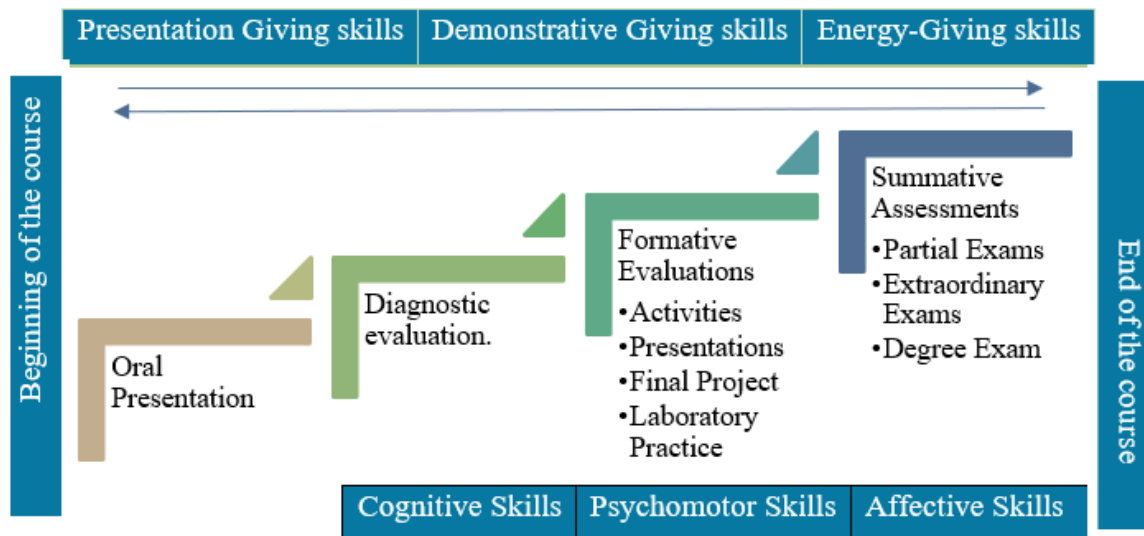 Presentation Giving skills
Demonstrative Giving skills
Energy-Giving skills
Beginning of the course
Oral
Presentation
Diagnostic
evaluation.
Formative
Evaluations
•Activities
•Presentations
•Final Project
•Laboratory
Practice
Summative
Assessments
•Partial Exams
•Extraordinary
Exams
•Degree Exam
End of the course
Cognitive Skills
Psychomotor Skills
Affective Skills